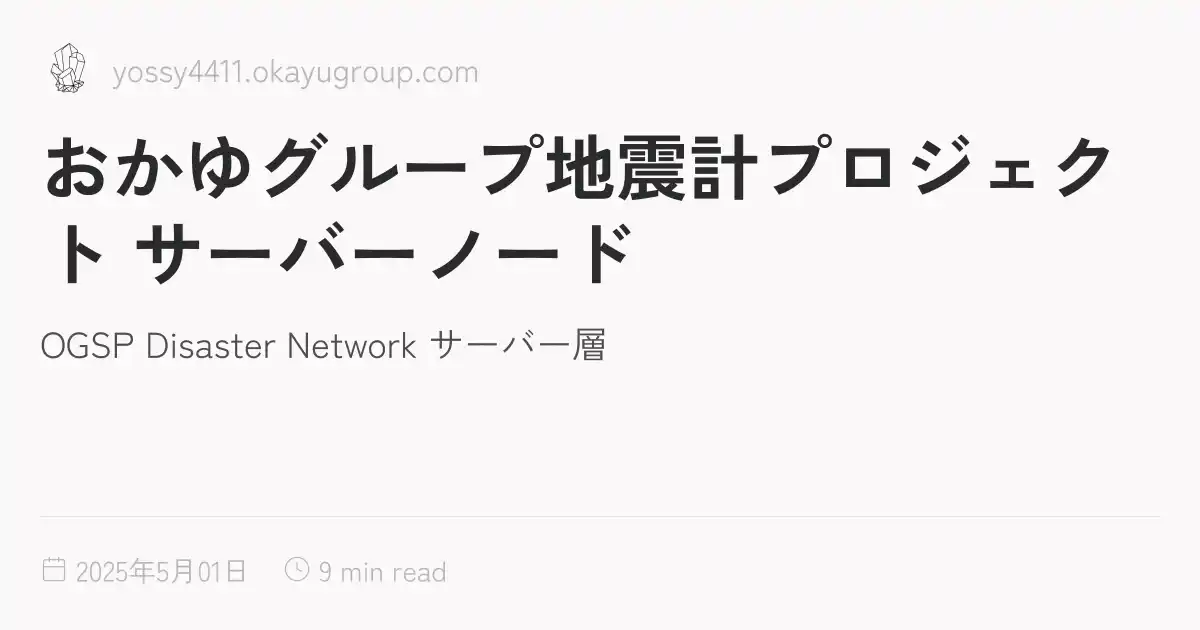 yossy4411.okayugroup.com
おかゆグループ地震計プロジェク
ト サーバーノード
OGSP Disaster Network サーバー層
2025年5月01日 9 min read